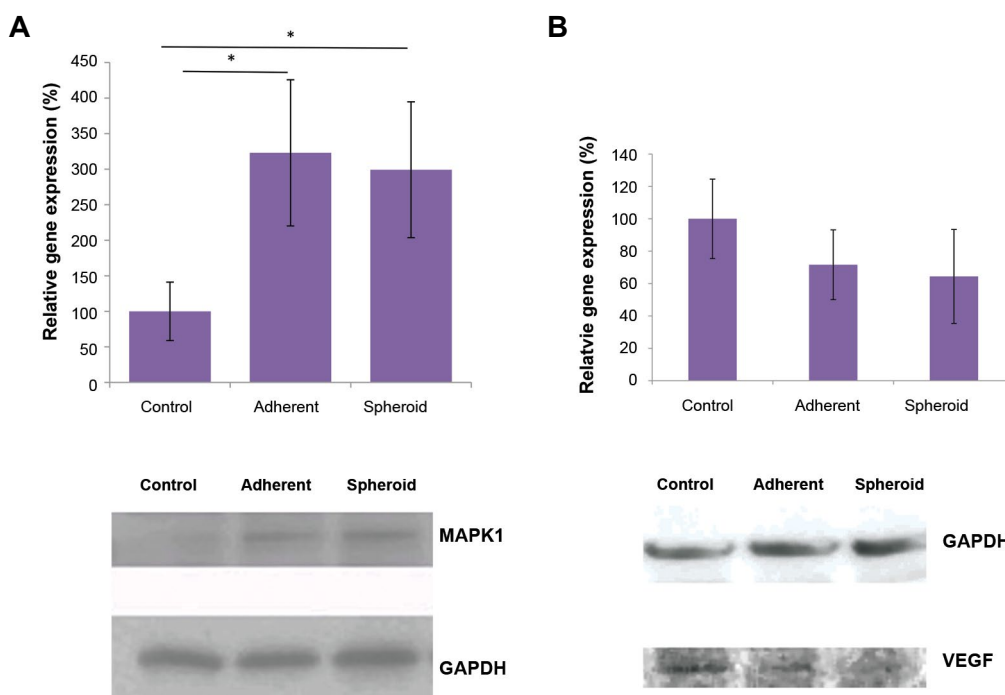 A
Relative gene expression (%)
450
400
350
300
250
200
150
100
50
0
*
*
Control Adherent Spheroid
Control Adherent Spheroid
MAPK1
GAPDH
B
Relatvie gene expression (%)
140
120
100
80
60
40
20
0
Control Adherent Spheroid
Control Adherent Spheroid
GAPDH
VEGF